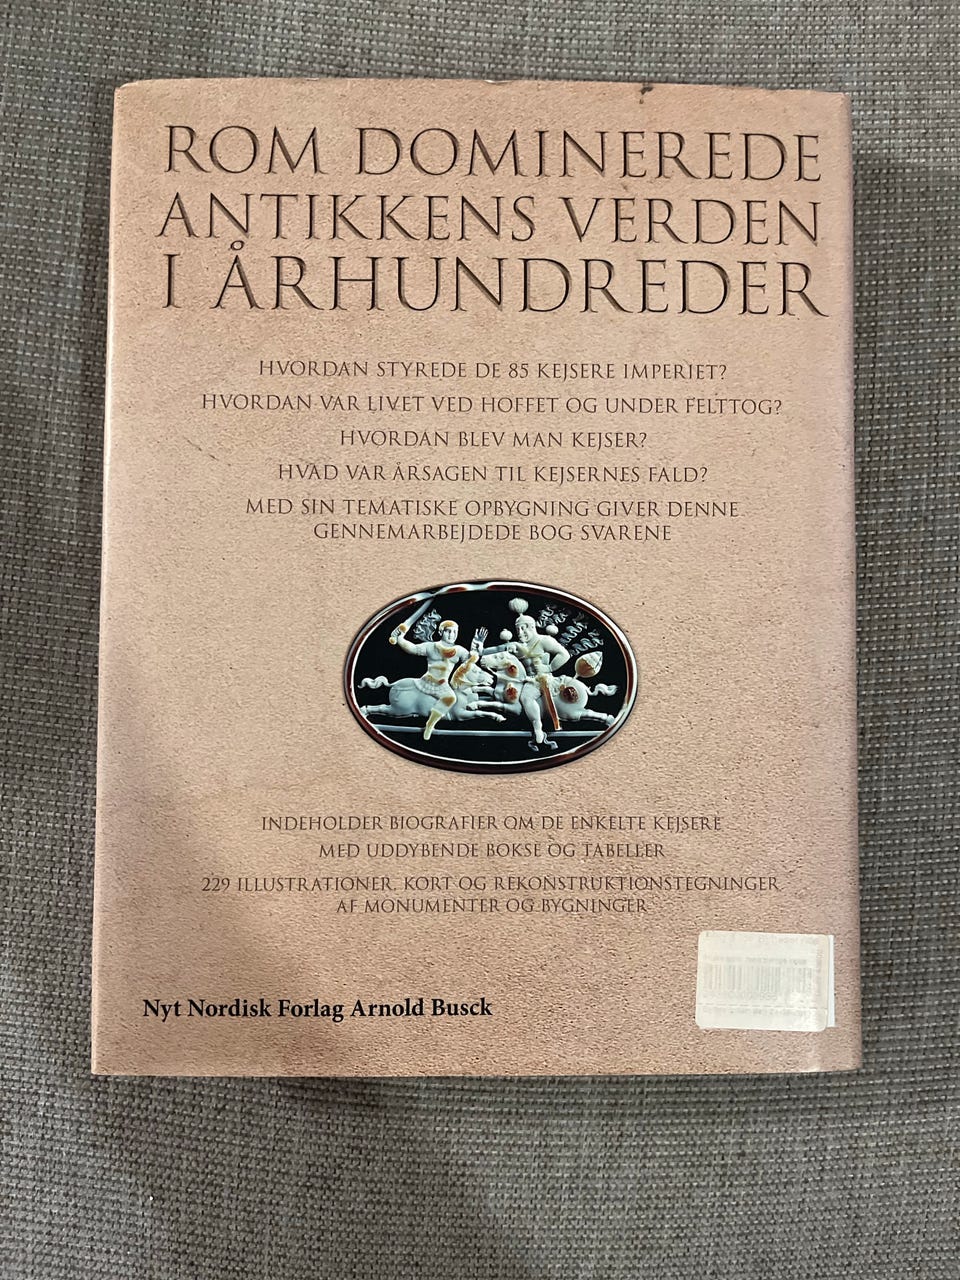 ROM DOMINEREDE
ANTIKKENS VERDEN
I ÅRHUNDREDER
HVORDAN STYREDE DE 85 KEJSERE IMPERIET?
HVORDAN VAR LIVET VED HOFFET OG UNDER FELTTOG?
HVORDAN BLEV MAN KEJSER?
HVAD VAR ÅRSAGEN TIL KEJSERNES FALD?
MED SIN TEMATISKE OPBYGNING GIVER DENNE
GENNEMARBEJDEDE BOG SVARENE
INDEHOLDER BIOGRAFIER OM DE ENKELTE KEJSERE
MED UDDYBENDE BOKSE OG TABELLER
229 ILLUSTRATIONER, KORT OG REKONSTRUKTIONSTEGNINGER
AF MONUMENTER OG BYGNINGER
Nyt Nordisk Forlag Arnold Busck